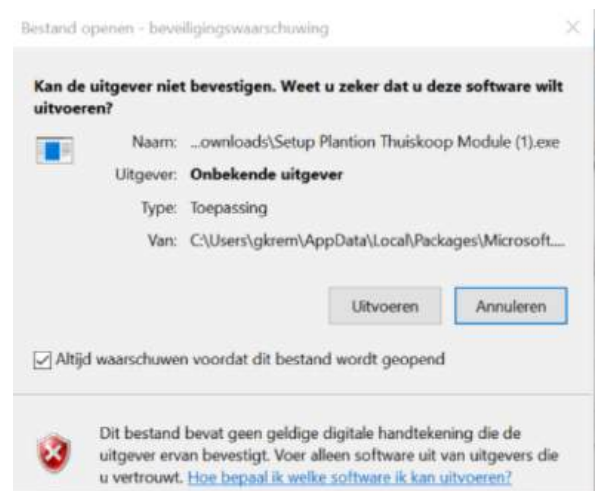 Bestand openen - beveiligingswaarschuwing
Kan de uitgever niet bevestigen. Weet u zeker dat u deze software wilt
uitvoeren?
Naam: ...ownloads\Setup Plantion Thuiskoop Module (1).exe
Uitgever: Onbekende uitgever
Type: Toepassing
Van: C:\Users\gkrem\AppData\Local\Packages\Microsoft....
Uitvoeren Annuleren
Altijd waarschuwen voordat dit bestand wordt geopend
Dit bestand bevat geen geldige digitale handtekening die de
uitgever ervan bevestigt. Voer alleen software uit van uitgevers die
u vertrouwt. Hoe bepaal ik welke software ik kan uitvoeren?